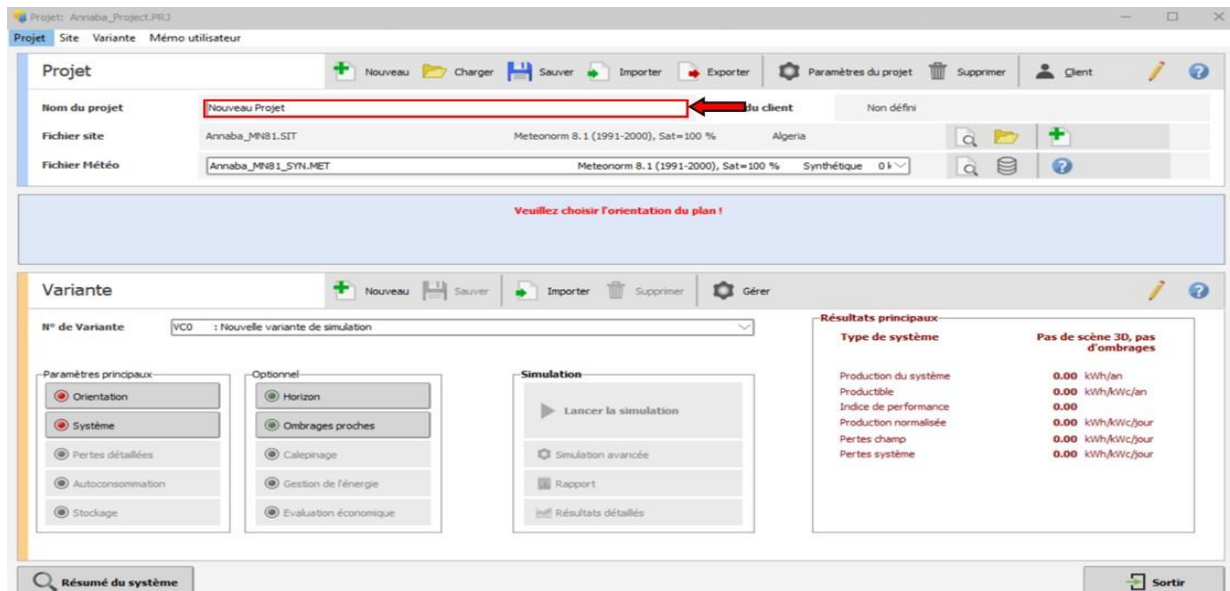 Projet: Annaba_Project.PRJ
Projet Site Variante Mémo utilisateur
Projet Nouveau Charger Sauver Importer Exporter Paramètres du projet Supprimer Client
Nom du projet Nouveau Projet du client Non défini
Fichier site Annaba_MN81.SIT Meteonorm 8.1 (1991-2000), Sat=100 % Algeria
Fichier Météo Annaba_MN81_SYN.MET Meteonorm 8.1 (1991-2000), Sat=100 % Synthétique 0 k
Veuillez choisir l'orientation du plan !
Variante Nouveau Sauver Importer Supprimer Gérer
N° de Variante VC0 : Nouvelle variante de simulation
Paramètres principaux
Orientation
Système
Pertes détaillées
Autoconsommation
Stockage
Optionnel
Horizon
Ombrages proches
Calepinage
Gestion de l'énergie
Evaluation économique
Simulation
Lancer la simulation
Simulation avancée
Rapport
Résultats détaillés
Résultats principaux
Type de système Pas de scène 3D, pas
d'ombrages
Production du système 0.00 kWh/an
Productible 0.00 kWh/kWc/an
Indice de performance 0.00
Production normalisée 0.00 kWh/kWc/jour
Pertes champ 0.00 kWh/kWc/jour
Pertes système 0.00 kWh/kWc/jour
Résumé du système
Sortir